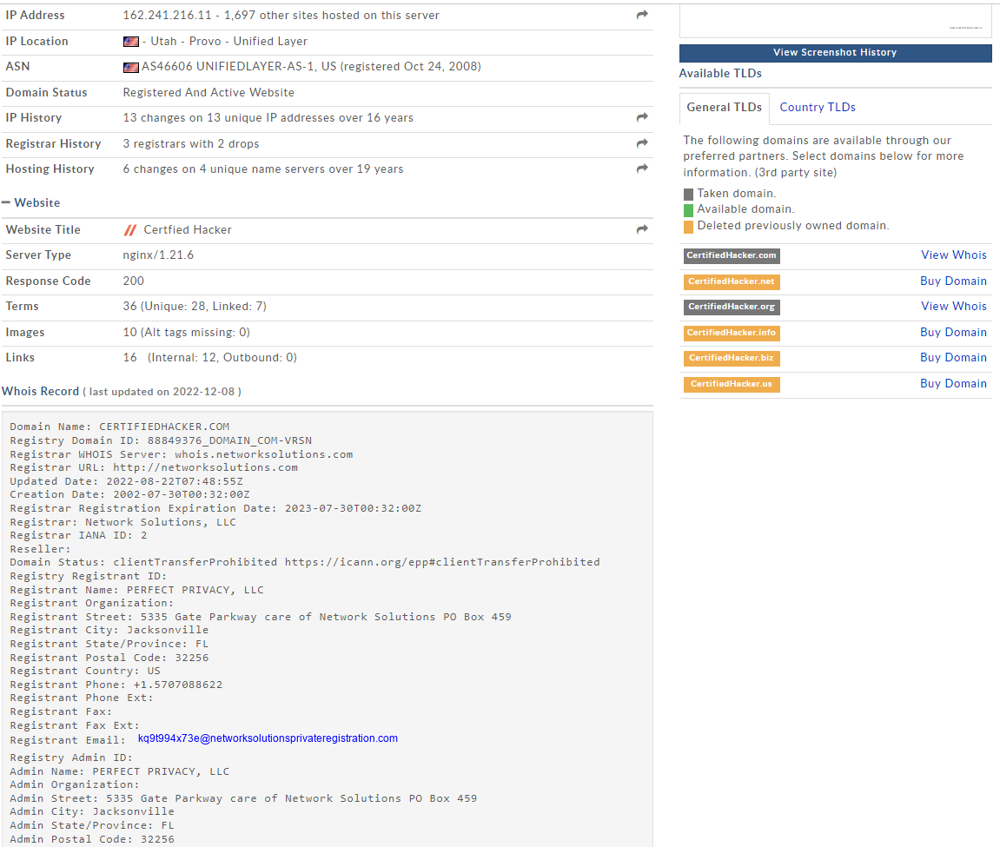 IP Address 162.241.216.11 - 1,697 other sites hosted on this server
IP Location - Utah - Provo - Unified Layer
ASN AS46606 UNIFIEDLAYER-AS-1, US (registered Oct 24, 2008)
Domain Status Registered And Active Website
IP History 13 changes on 13 unique IP addresses over 16 years
Registrar History 3 registrars with 2 drops
Hosting History 6 changes on 4 unique name servers over 19 years
Website
Website Title Certfied Hacker
Server Type nginx/1.21.6
Response Code 200
Terms 36 (Unique: 28, Linked: 7)
Images 10 (Alt tags missing: 0)
Links 16 (Internal: 12, Outbound: 0)
Whois Record ( last updated on 2022-12-08 )
Domain Name: CERTIFIEDHACKER.COM
Registry Domain ID: 88849376_DOMAIN_COM-VRSN
Registrar WHOIS Server: whois.networksolutions.com
Registrar URL: http://networksolutions.com
Updated Date: 2022-08-22T07:48:55Z
Creation Date: 2002-07-30T00:32:00Z
Registrar Registration Expiration Date: 2023-07-30T00:32:00Z
Registrar: Network Solutions, LLC
Registrar IANA ID: 2
Reseller:
Domain Status: clientTransferProhibited https://icann.org/epp#clientTransferProhibited
Registry Registrant ID:
Registrant Name: PERFECT PRIVACY, LLC
Registrant Organization:
Registrant Street: 5335 Gate Parkway care of Network Solutions PO Box 459
Registrant City: Jacksonville
Registrant State/Province: FL
Registrant Postal Code: 32256
Registrant Country: US
Registrant Phone: +1.5707088622
Registrant Phone Ext:
Registrant Fax:
Registrant Fax Ext:
Registrant Email: kq9t994x73e@networksolutionsprivateregistration.com
Registry Admin ID:
Admin Name: PERFECT PRIVACY, LLC
Admin Organization:
Admin Street: 5335 Gate Parkway care of Network Solutions PO Box 459
Admin City: Jacksonville
Admin State/Province: FL
Admin Postal Code: 32256
View Screenshot History
Available TLDs
General TLDs Country TLDs
The following domains are available through our
preferred partners. Select domains below for more
information. (3rd party site)
Taken domain.
Available domain.
Deleted previously owned domain.
CertifiedHacker.com View Whois
CertifiedHacker.net Buy Domain
CertifiedHacker.org View Whois
CertifiedHacker.info Buy Domain
CertifiedHacker.biz Buy Domain
CertifiedHacker.us Buy Domain